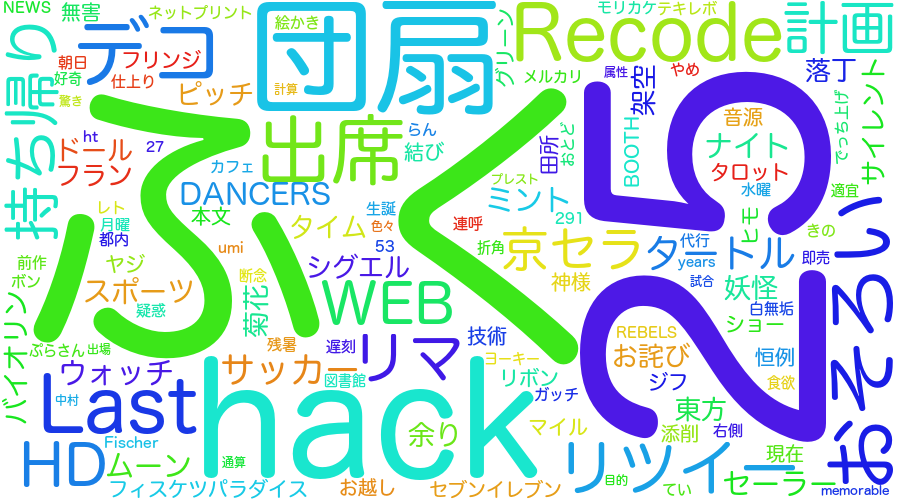 NEWS
無害
絵かき
ネットプリント
モリカケ
テキレボ
計画
デコ
団扇
Recode
朝日
フリンジ
好奇
仕上り
驚き
ピッチ
計算
グリーン
メルカリ
属性
やめ
落丁
架空
持ち帰り
ht
27
ドール
フラン
出席
らん
結び
カフェ
田所
おとど
BOOTH
音源
ナイト
タロット
水曜
でっち上げ
サイレント
適宜
レト
月曜
都内
本文
DANCERS
生誕
色々
タイム
連呼
プレスト
ミント
291
ヒモ
きの
ふく
25
おそろい
umi
53
折角
京セラ
タートル
代行
years
試合
即売
前作
ボン
ヤジ
疑惑
スポーツ
菊花
断念
シグエル
WEB
神様
妖怪
白無垢
ショー
バイオリン
ぷらさん
出場
残暑
遅刻
リマ
技術
REBELS
お詫び
恒例
ウォッチ
サッカー
図書館
ヨーキー
リボン
ガッチ
ジフ
食欲
Last
中村
hack
余り
マイル
東方
添削
右側
Fischer
HD
ムーン
通算
リツイー
現在
セーラー
フィスケツパラダイス
お越し
セブンイレブン
目的
てい
memorable